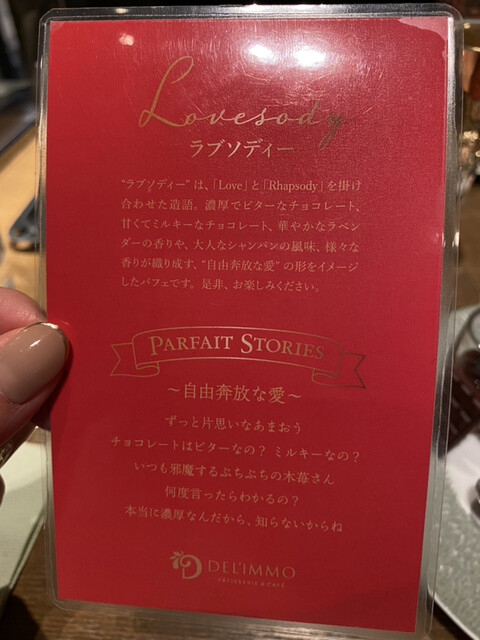 Lovesody
ラブソディー
“ラブソディー” は、「Love」と「Rhapsody」を掛け
合わせた造語。濃厚でビターなチョコレート、
甘くてミルキーなチョコレート、華やかなラベン
ダーの香りや、大人なシャンパンの風味、様々な
香りが織り成す、“自由奔放な愛” の形をイメージ
したパフェです。是非、お楽しみください。
PARFAIT STORIES
～自由奔放な愛～
ずっと片思いなあまおう
チョコレートはビターなの？ ミルキーなの？
いつも邪魔するぷちぷちの木苺さん
何度言ったらわかるの？
本当に濃厚なんだから、知らないからね
DEL'IMMO
PATISSERIE & CAFÉ